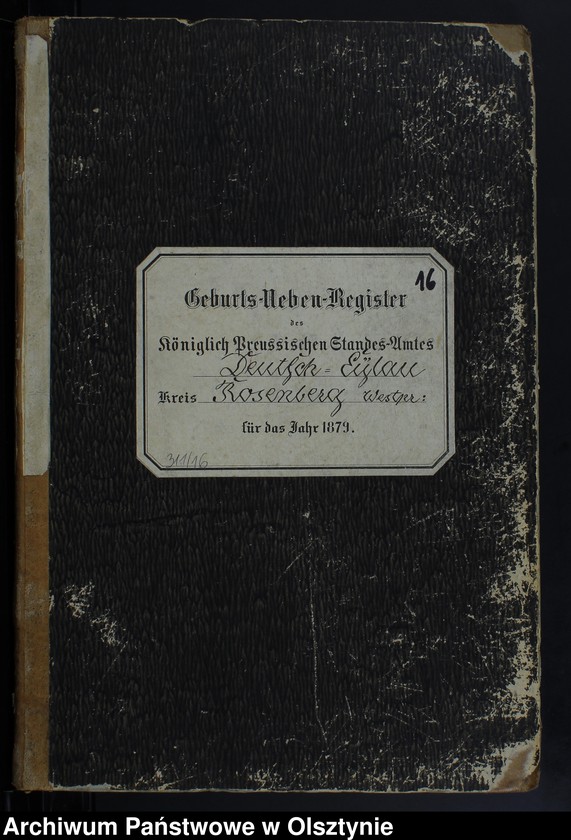 16
Geburts-Neben-Register
des
Königlich Preussischen Standes-Amtes
Deutsch-Eylau
Kreis Rosenberg Westpr:
für das Jahr 1879.
311/16
Archiwum Państwowe w Olsztynie